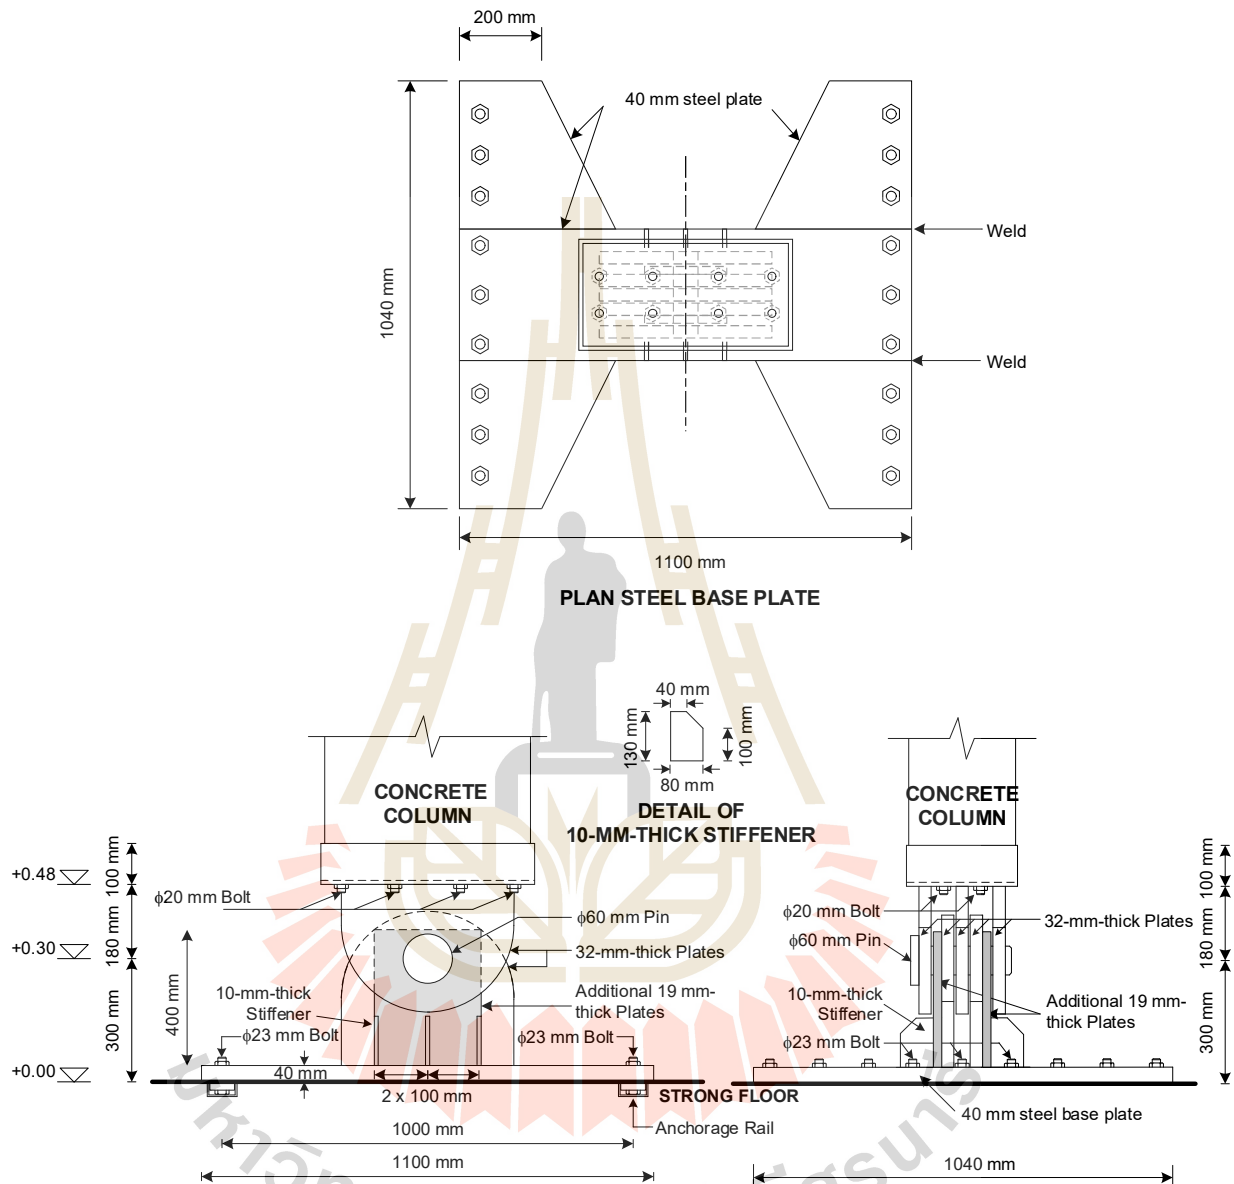 200 mm
40 mm steel plate
Weld
1040 mm
Weld
1100 mm
PLAN STEEL BASE PLATE
40 mm
130 mm
100 mm
80 mm
DETAIL OF
10-MM-THICK STIFFENER
CONCRETE
COLUMN
+0.48
100 mm
ϕ20 mm Bolt
ϕ60 mm Pin
180 mm
+0.30
32-mm-thick Plates
400 mm
300 mm
10-mm-thick
Stiffener
Additional 19 mm-
thick Plates
ϕ23 mm Bolt
ϕ23 mm Bolt
+0.00
40 mm
2 x 100 mm
STRONG FLOOR
Anchorage Rail
1000 mm
1100 mm
CONCRETE
COLUMN
100 mm
ϕ20 mm Bolt
32-mm-thick Plates
ϕ60 mm Pin
180 mm
10-mm-thick
Stiffener
Additional 19 mm-
thick Plates
ϕ23 mm Bolt
300 mm
40 mm steel base plate
1040 mm